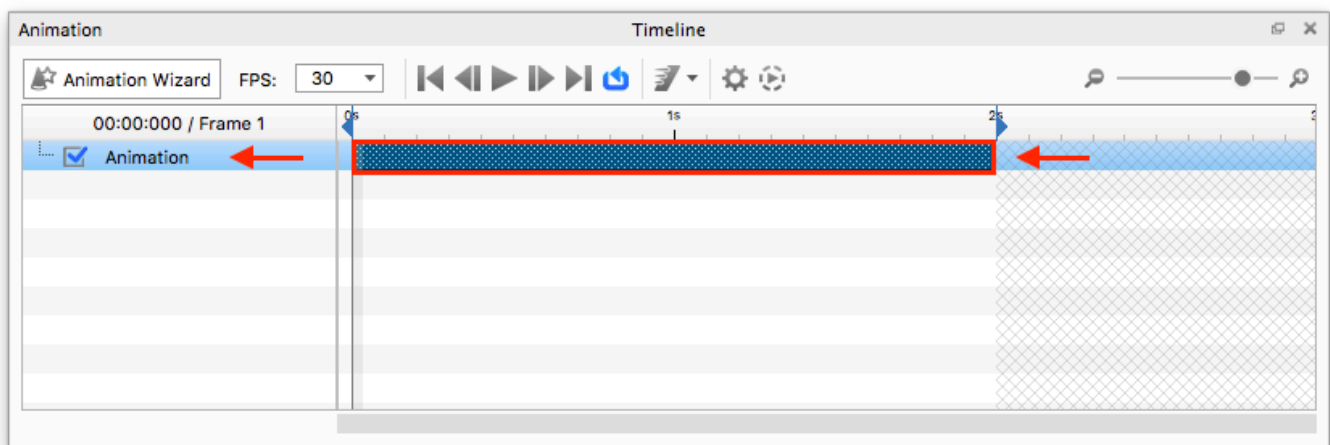 Animation Timeline
Animation Wizard FPS: 30
00:00:000 / Frame 1 0s 1s 2s 3
Animation